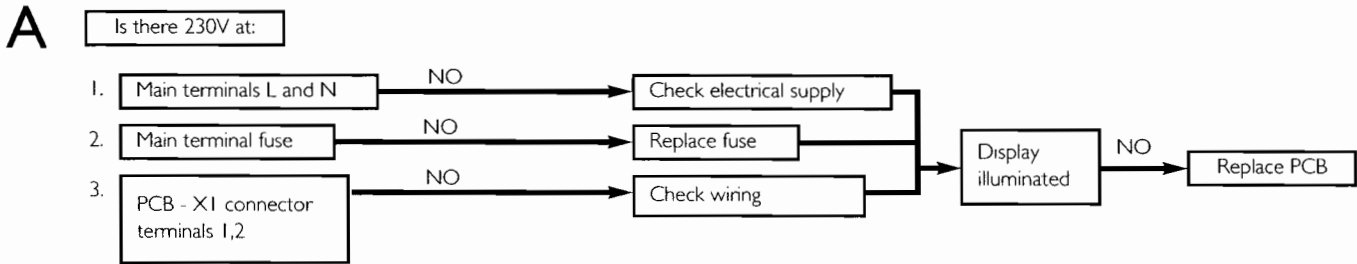 A
Is there 230V at:
1. Main terminals L and N
NO
Check electrical supply
2. Main terminal fuse
NO
Replace fuse
3. PCB - X1 connector
terminals 1,2
NO
Check wiring
Display
illuminated
NO
Replace PCB